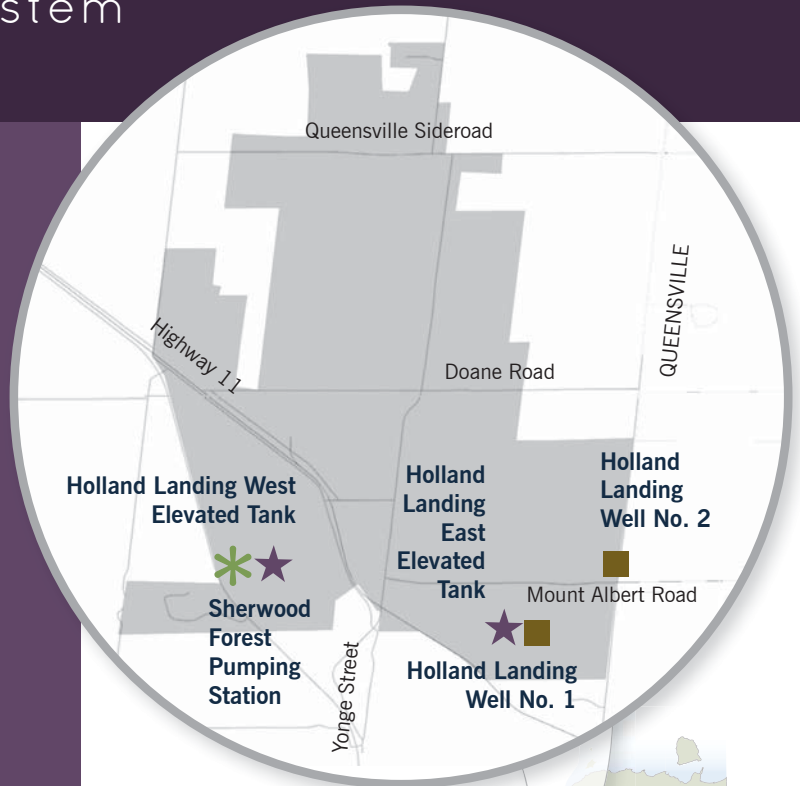 stem
Queensville Sideroad
QUEENSVILLE
Highway 11
Doane Road
Holland Landing West
Elevated Tank
Holland
Landing
East
Elevated
Tank
Holland
Landing
Well No. 2
Mount Albert Road
Sherwood
Forest
Pumping
Station
Yonge Street
Holland Landing
Well No. 1